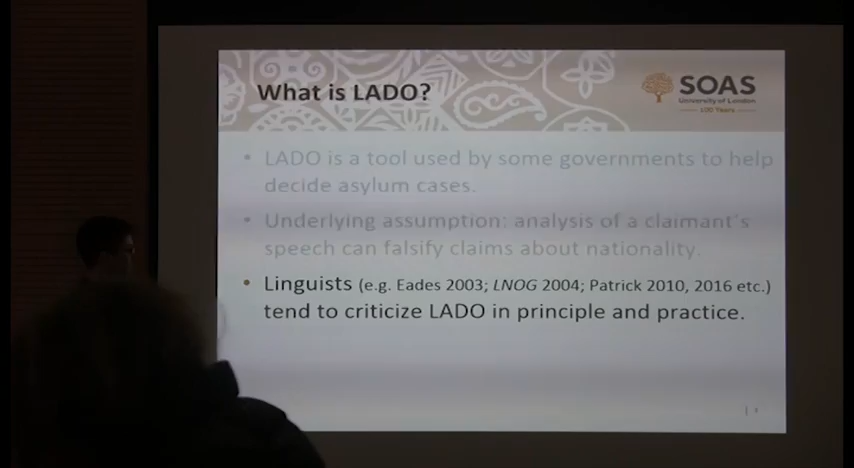 What is LADO?
SOAS
University of London
100 Years
• LADO is a tool used by some governments to help
decide asylum cases.
• Underlying assumption: analysis of a claimant's
speech can falsify claims about nationality.
• Linguists (e.g. Eades 2003; LNOG 2004; Patrick 2010, 2016 etc.)
tend to criticize LADO in principle and practice.